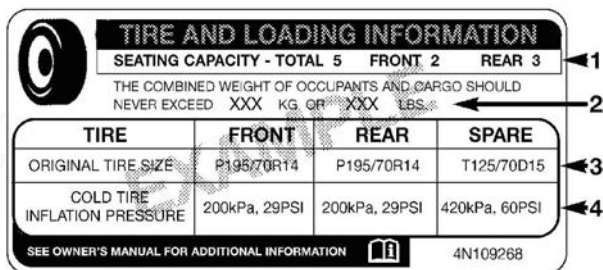 TIRE AND LOADING INFORMATION
SEATING CAPACITY - TOTAL 5 FRONT 2 REAR 3
1
THE COMBINED WEIGHT OF OCCUPANTS AND CARGO SHOULD
NEVER EXCEED XXX KG OR XXX LBS.
2
TIRE FRONT REAR SPARE
ORIGINAL TIRE SIZE P195/70R14 P195/70R14 T125/70D15
3
COLD TIRE
INFLATION PRESSURE 200kPa, 29PSI 200kPa, 29PSI 420kPa, 60PSI
4
SEE OWNER'S MANUAL FOR ADDITIONAL INFORMATION i 4N109268
EXAMPLE